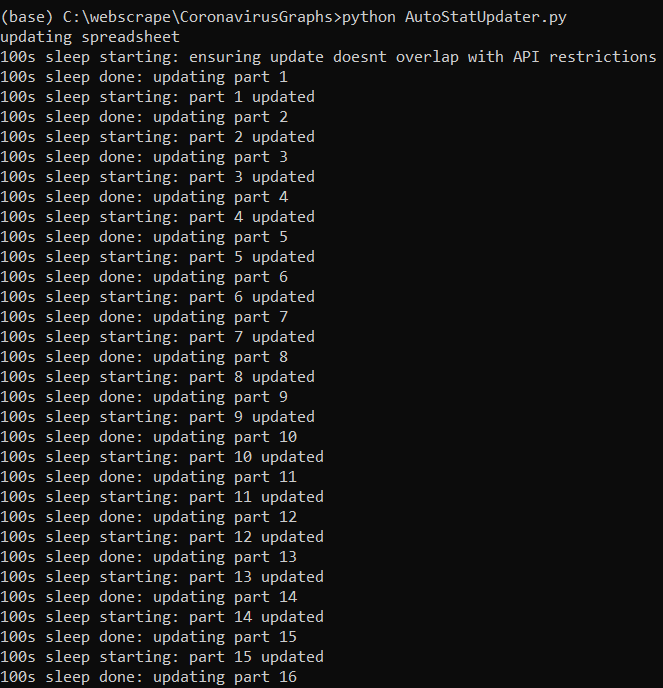 (base) C:\webscrape\CoronavirusGraphs>python AutoStatUpdater.py
updating spreadsheet
100s sleep starting: ensuring update doesnt overlap with API restrictions
100s sleep done: updating part 1
100s sleep starting: part 1 updated
100s sleep done: updating part 2
100s sleep starting: part 2 updated
100s sleep done: updating part 3
100s sleep starting: part 3 updated
100s sleep done: updating part 4
100s sleep starting: part 4 updated
100s sleep done: updating part 5
100s sleep starting: part 5 updated
100s sleep done: updating part 6
100s sleep starting: part 6 updated
100s sleep done: updating part 7
100s sleep starting: part 7 updated
100s sleep done: updating part 8
100s sleep starting: part 8 updated
100s sleep done: updating part 9
100s sleep starting: part 9 updated
100s sleep done: updating part 10
100s sleep starting: part 10 updated
100s sleep done: updating part 11
100s sleep starting: part 11 updated
100s sleep done: updating part 12
100s sleep starting: part 12 updated
100s sleep done: updating part 13
100s sleep starting: part 13 updated
100s sleep done: updating part 14
100s sleep starting: part 14 updated
100s sleep done: updating part 15
100s sleep starting: part 15 updated
100s sleep done: updating part 16